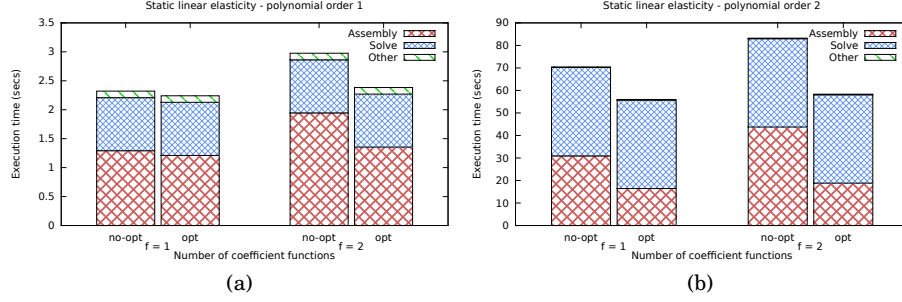 Static linear elasticity - polynomial order 1
3.5
3
2.5
2
1.5
1
0.5
0
Execution time (secs)
Assembly
Solve
Other
no-opt opt no-opt opt
f = 1 f = 2
Number of coefficient functions
(a)
Static linear elasticity - polynomial order 2
90
80
70
60
50
40
30
20
10
0
Execution time (secs)
Assembly
Solve
Other
no-opt opt no-opt opt
f = 1 f = 2
Number of coefficient functions
(b)